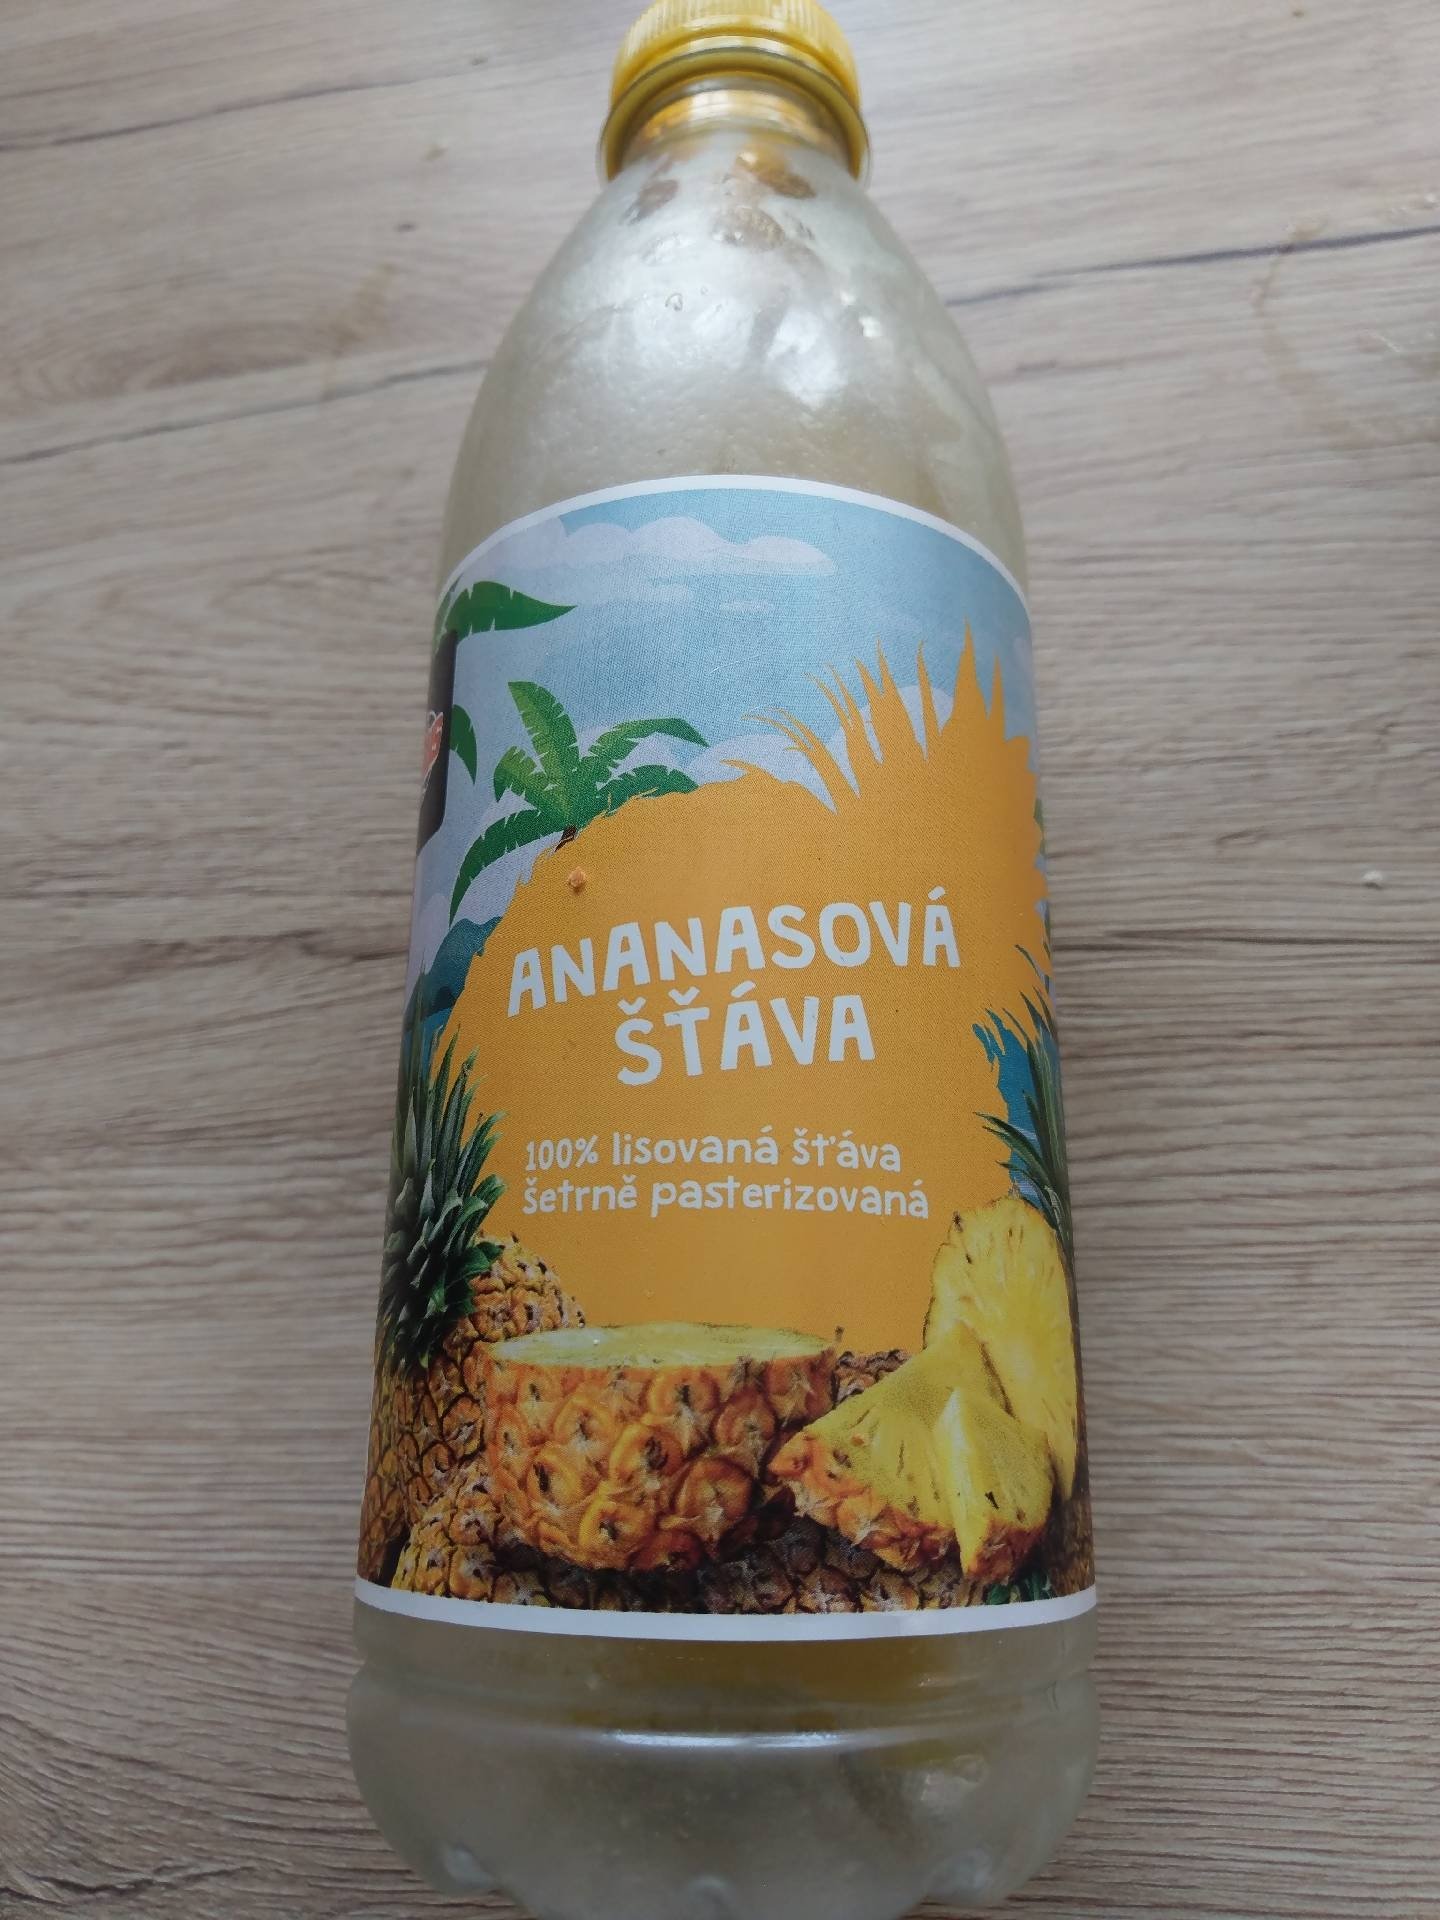 ANANASOVÁ
ŠŤÁVA
100% lisovaná šťáva
šetrně pasterizovaná